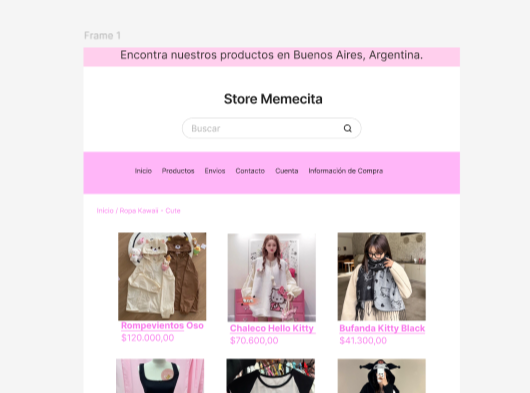 Frame 1
Encontra nuestros productos en Buenos Aires, Argentina.
Store Memecita
Buscar
Inicio Productos Envios Contacto Cuenta Información de Compra
Inicio / Ropa Kawaii - Cute
Rompevientos Oso
$120.000,00
Chaleco Hello Kitty
$70.600,00
Bufanda Kitty Black
$41.300,00